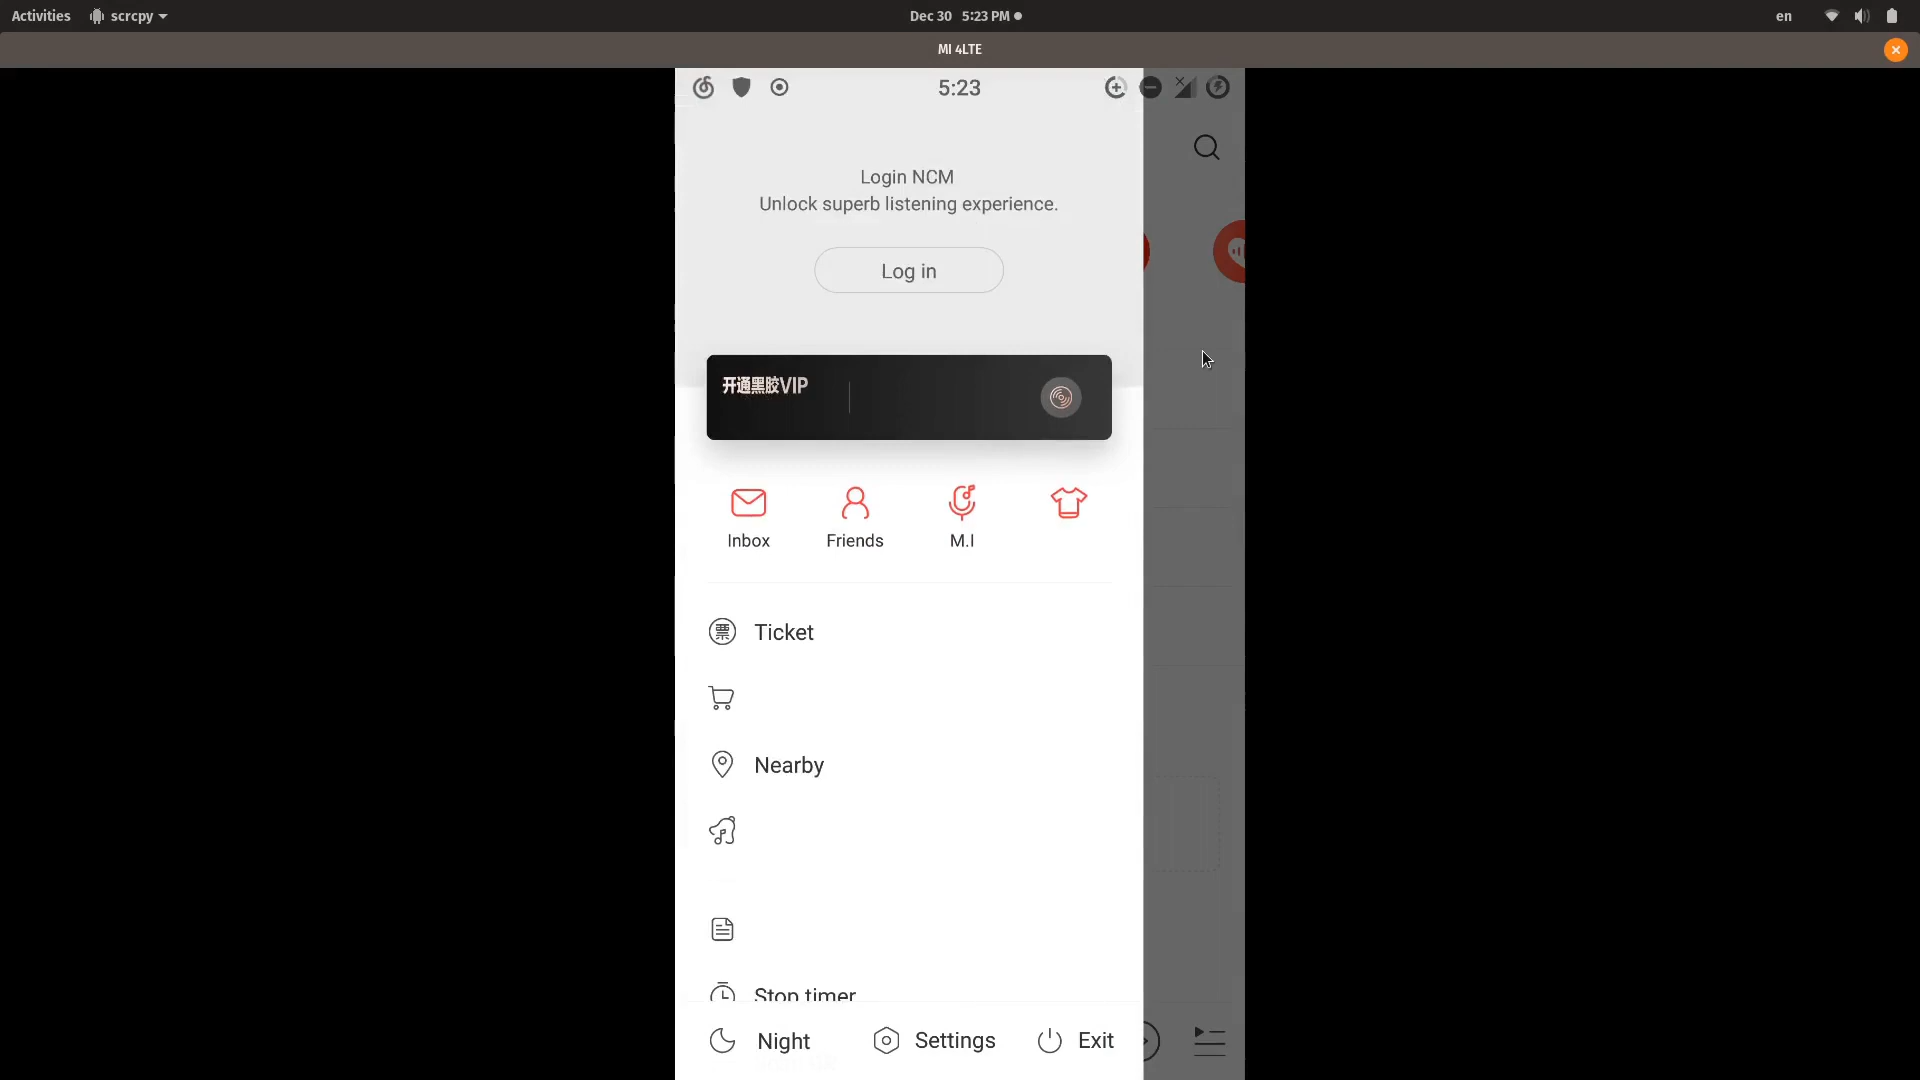 Activities scrcpy Dec 30 5:23 PM en
MI 4LTE
5:23
Login NCM
Unlock superb listening experience.
Log in
开通黑胶VIP
Inbox Friends M.I
票 Ticket
Nearby
Stop timer
Night Settings Exit